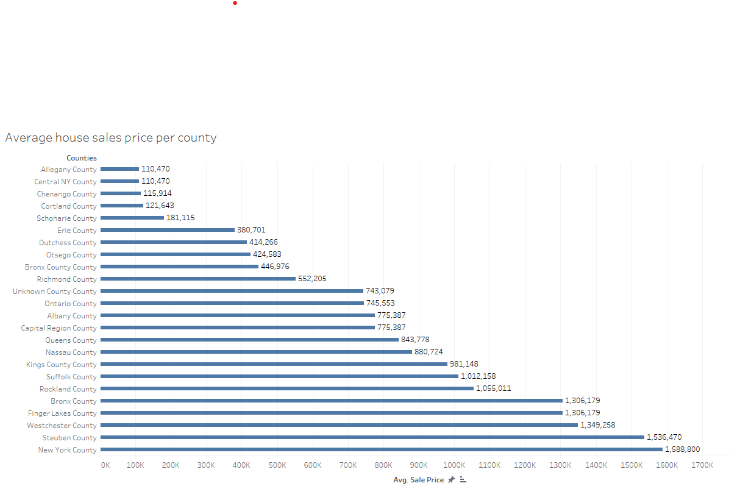 Average house sales price per county
Counties
Allegany County 110,470
Central NY County 110,470
Chenango County 115,914
Cortland County 121,643
Schoharie County 181,115
Erie County 380,701
Dutchess County 414,266
Otsego County 424,583
Bronx County County 446,976
Richmond County 552,205
Unkhown County County 743,079
Ontario County 745,553
Albany County 775,387
Capital Region County 775,387
Queens County 843,778
Nassau County 880,724
Kings County County 981,148
Suffolk County 1,012,158
Rockland County 1,055,011
Bronx County 1,306,179
Finger Lakes County 1,306,179
Westchester County 1,349,258
Steuben County 1,536,470
New York County 1,588,800
0K 100K 200K 300K 400K 500K 600K 700K 800K 900K 1000K 1100K 1200K 1300K 1400K 1500K 1600K 1700K
Avg. Sale Price